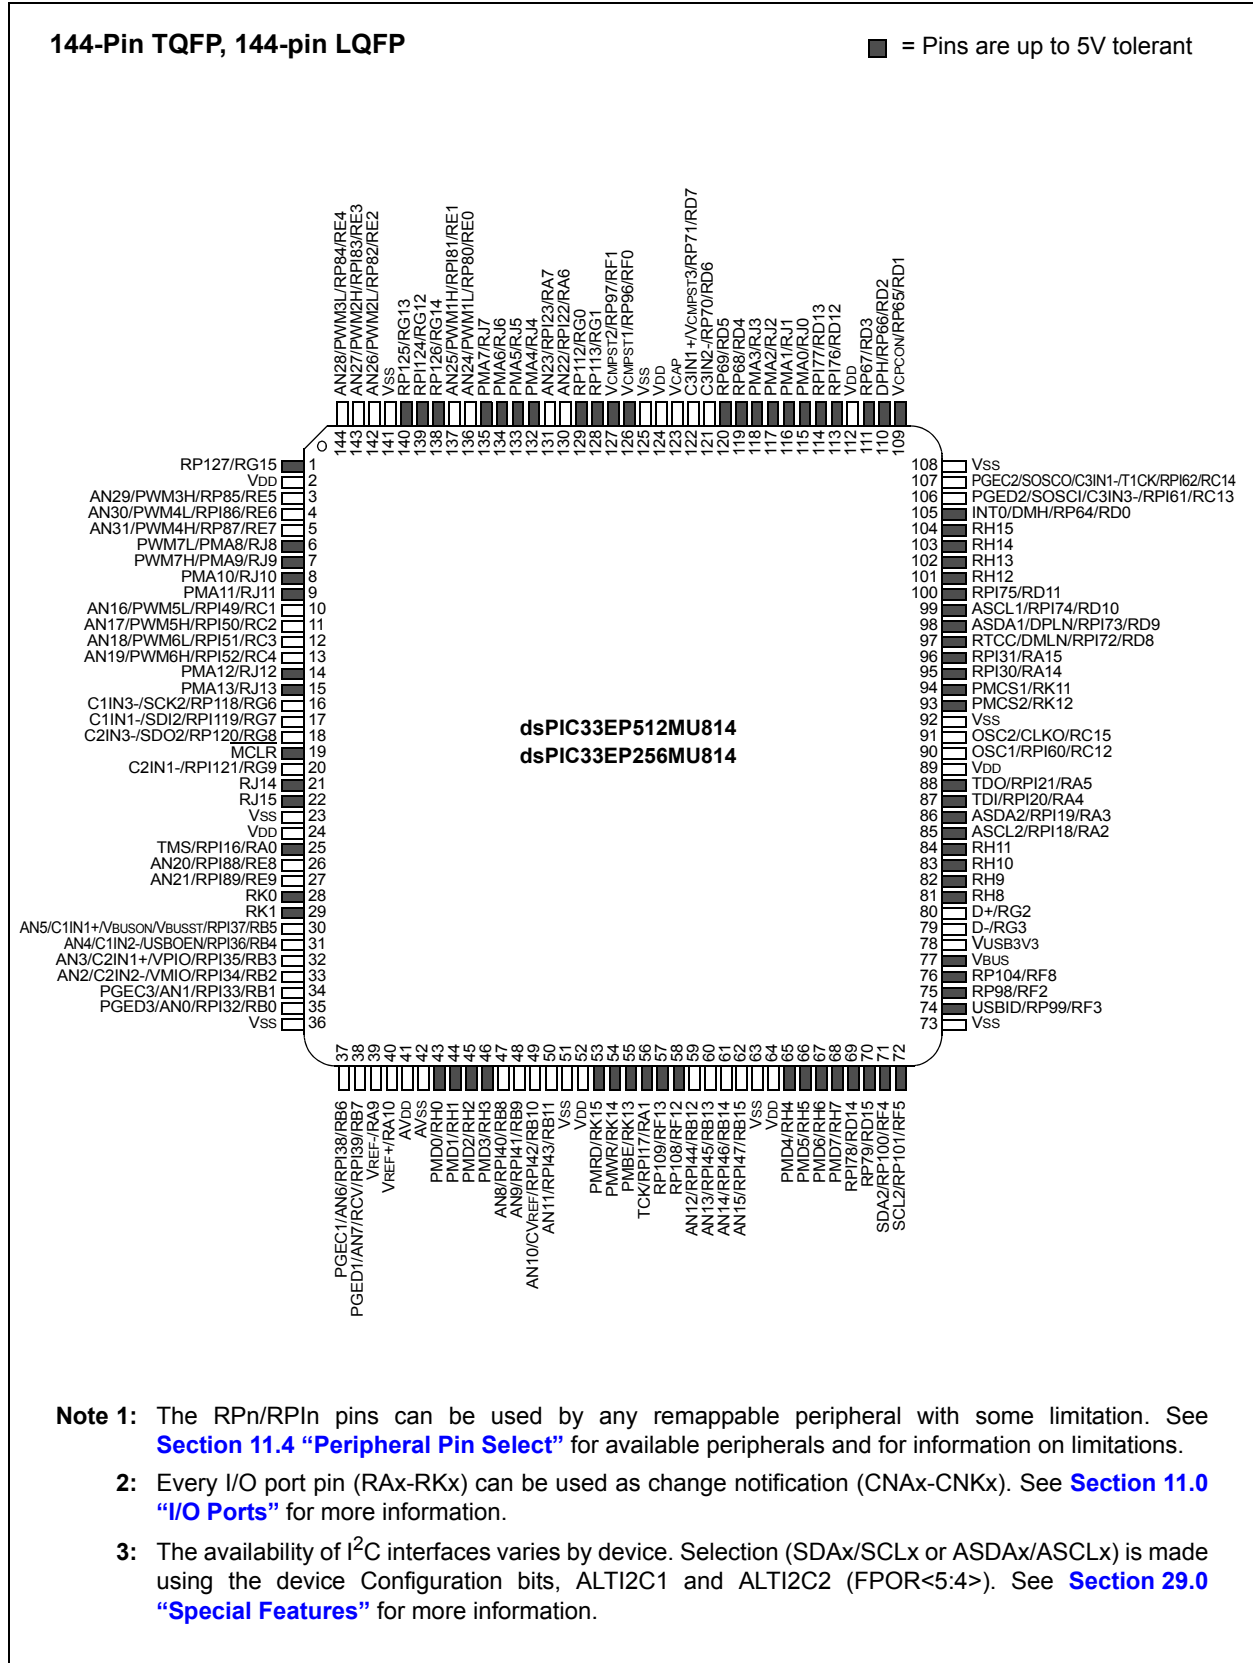 144-Pin TQFP, 144-pin LQFP
= Pins are up to 5V tolerant
AN28/PWM3L/RP84/RE4
AN27/PWM2H/RPI83/RE3
AN26/PWM2L/RP82/RE2
VSS
RP125/RG13
RPI124/RG12
RP126/RG14
AN25/PWM1H/RPI81/RE1
AN24/PWM1L/RP80/RE0
PMA7/RJ7
PMA6/RJ6
PMA5/RJ5
PMA4/RJ4
AN23/RPI23/RA7
AN22/RPI22/RA6
RP112/RG0
RP113/RG1
VCMPST2/RP97/RF1
VCMPST1/RP96/RF0
VSS
VDD
VCAP
C3IN1+/VCMPST3/RP71/RD7
C3IN2-/RP70/RD6
RP69/RD5
RP68/RD4
PMA3/RJ3
PMA2/RJ2
PMA1/RJ1
PMA0/RJ0
RPI77/RD13
RPI76/RD12
VDD
RP67/RD3
DPH/RP66/RD2
VCPCON/RP65/RD1
144 143 142 141 140 139 138 137 136 135 134 133 132 131 130 129 128 127 126 125 124 123 122 121 120 119 118 117 116 115 114 113 112 111 110 109
RP127/RG15 1
VDD 2
AN29/PWM3H/RP85/RE5 3
AN30/PWM4L/RPI86/RE6 4
AN31/PWM4H/RP87/RE7 5
PWM7L/PMA8/RJ8 6
PWM7H/PMA9/RJ9 7
PMA10/RJ10 8
PMA11/RJ11 9
AN16/PWM5L/RPI49/RC1 10
AN17/PWM5H/RPI50/RC2 11
AN18/PWM6L/RPI51/RC3 12
AN19/PWM6H/RPI52/RC4 13
PMA12/RJ12 14
PMA13/RJ13 15
C1IN3-/SCK2/RP118/RG6 16
C1IN1-/SDI2/RPI119/RG7 17
C2IN3-/SDO2/RP120/RG8 18
MCLR 19
C2IN1-/RPI121/RG9 20
RJ14 21
RJ15 22
VSS 23
VDD 24
TMS/RPI16/RA0 25
AN20/RPI88/RE8 26
AN21/RPI89/RE9 27
RK0 28
RK1 29
AN5/C1IN1+/VBUSON/VBUSST/RPI37/RB5 30
AN4/C1IN2-/USBOEN/RPI36/RB4 31
AN3/C2IN1+/VPIO/RPI35/RB3 32
AN2/C2IN2-/VMIO/RPI34/RB2 33
PGEC3/AN1/RPI33/RB1 34
PGED3/AN0/RPI32/RB0 35
VSS 36
dsPIC33EP512MU814
dsPIC33EP256MU814
108 VSS
107 PGEC2/SOSCO/C3IN1-/T1CK/RPI62/RC14
106 PGED2/SOSCI/C3IN3-/RPI61/RC13
105 INT0/DMH/RP64/RD0
104 RH15
103 RH14
102 RH13
101 RH12
100 RPI75/RD11
99 ASCL1/RPI74/RD10
98 ASDA1/DPLN/RPI73/RD9
97 RTCC/DMLN/RPI72/RD8
96 RPI31/RA15
95 RPI30/RA14
94 PMCS1/RK11
93 PMCS2/RK12
92 VSS
91 OSC2/CLKO/RC15
90 OSC1/RPI60/RC12
89 VDD
88 TDO/RPI21/RA5
87 TDI/RPI20/RA4
86 ASDA2/RPI19/RA3
85 ASCL2/RPI18/RA2
84 RH11
83 RH10
82 RH9
81 RH8
80 D+/RG2
79 D-/RG3
78 VUSB3V3
77 VBUS
76 RP104/RF8
75 RP98/RF2
74 USBID/RP99/RF3
73 VSS
37 38 39 40 41 42 43 44 45 46 47 48 49 50 51 52 53 54 55 56 57 58 59 60 61 62 63 64 65 66 67 68 69 70 71 72
PGEC1/AN6/RPI38/RB6
PGED1/AN7/RCV/RPI39/RB7
VREF-/RA9
VREF+/RA10
AVDD
AVSS
PMD0/RH0
PMD1/RH1
PMD2/RH2
PMD3/RH3
AN8/RPI40/RB8
AN9/RPI41/RB9
AN10/CVREF/RPI42/RB10
AN11/RPI43/RB11
VSS
VDD
PMRD/RK15
PMWR/RK14
PMBE/RK13
TCK/RPI17/RA1
RP109/RF13
RP108/RF12
AN12/RPI44/RB12
AN13/RPI45/RB13
AN14/RPI46/RB14
AN15/RPI47/RB15
VSS
VDD
PMD4/RH4
PMD5/RH5
PMD6/RH6
PMD7/RH7
RPI78/RD14
RP79/RD15
SDA2/RP100/RF4
SCL2/RP101/RF5
Note 1: The RPn/RPIn pins can be used by any remappable peripheral with some limitation. See
Section 11.4 “Peripheral Pin Select” for available peripherals and for information on limitations.
2: Every I/O port pin (RAx-RKx) can be used as change notification (CNAx-CNKx). See Section 11.0
“I/O Ports” for more information.
3: The availability of I2C interfaces varies by device. Selection (SDAx/SCLx or ASDAx/ASCLx) is made
using the device Configuration bits, ALTI2C1 and ALTI2C2 (FPOR<5:4>). See Section 29.0
“Special Features” for more information.